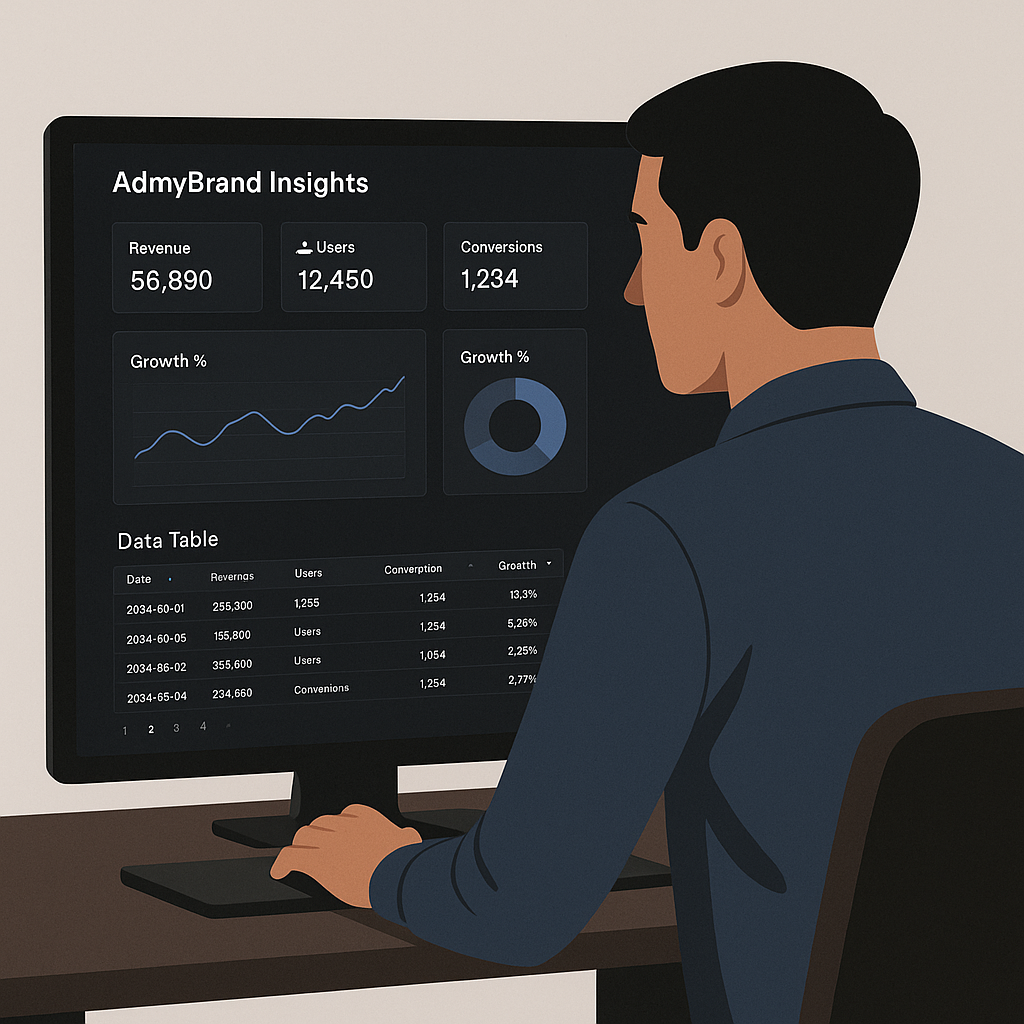 AdmyBrand Insights
Revenue Users Conversions
56,890 12,450 1,234
Growth % Growth %
Data Table
Date Reverngs Users Converption Groatth
2034-60-01 255,300 1,255 1,254 13,3%
2034-60-05 155,800 Users 1,254 5,26%
2034-86-02 355,600 Users 1,054 2,25%
2034-65-04 234,660 Convenions 1,254 2,77%
1 2 3 4